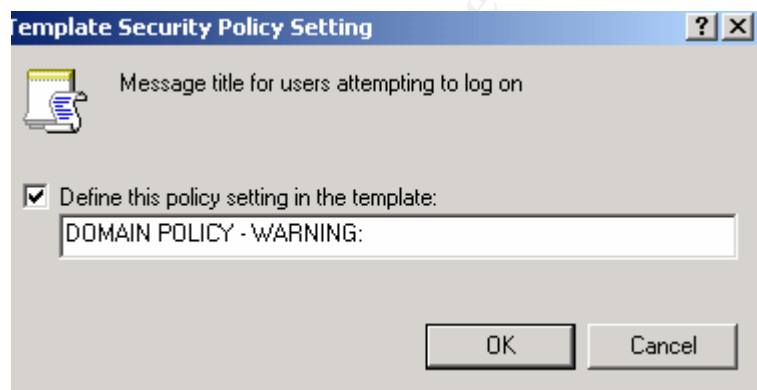 Template Security Policy Setting
Message title for users attempting to log on
Define this policy setting in the template:
DOMAIN POLICY - WARNING:
OK Cancel